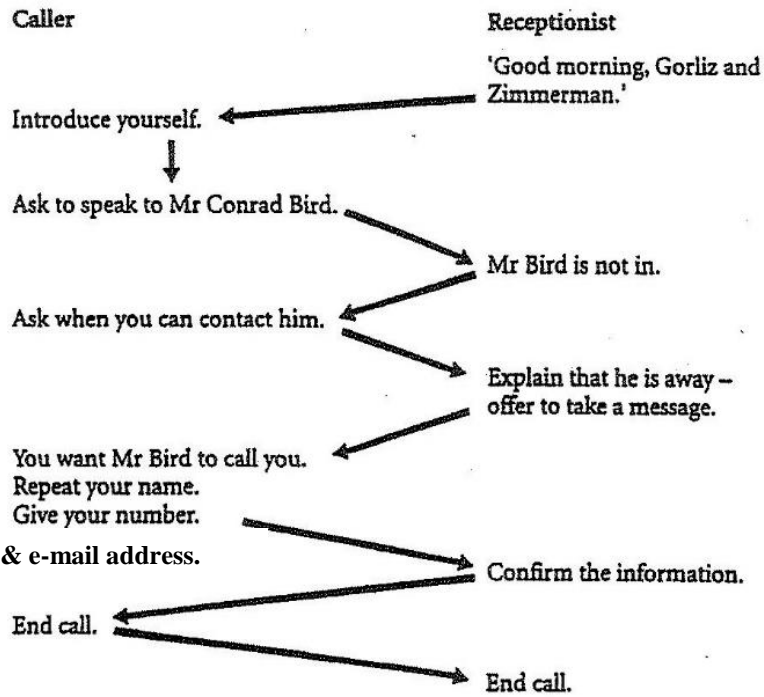 Caller
Receptionist
'Good morning, Gorliz and
Zimmerman.'
Introduce yourself.
Ask to speak to Mr Conrad Bird.
Mr Bird is not in.
Ask when you can contact him.
Explain that he is away –
offer to take a message.
You want Mr Bird to call you.
Repeat your name.
Give your number.
& e-mail address.
Confirm the information.
End call.
End call.